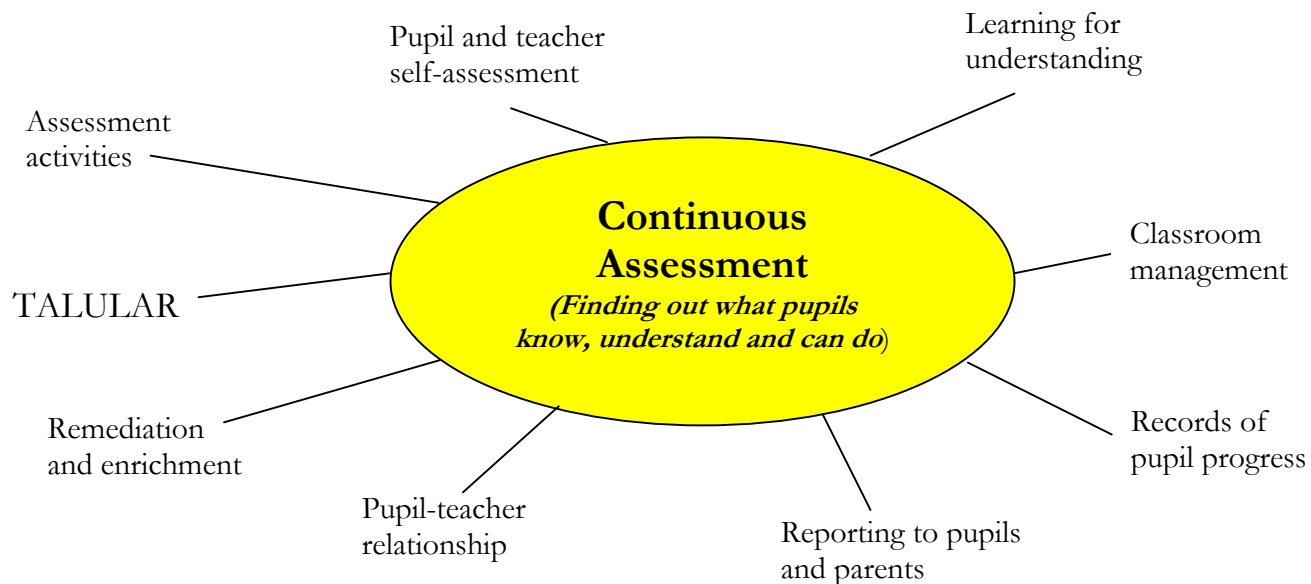 Pupil and teacher
self-assessment
Learning for
understanding
Assessment
activities
Continuous
Assessment
(Finding out what pupils
know, understand and can do)
Classroom
management
TALULAR
Remediation
and enrichment
Records of
pupil progress
Pupil-teacher
relationship
Reporting to pupils
and parents